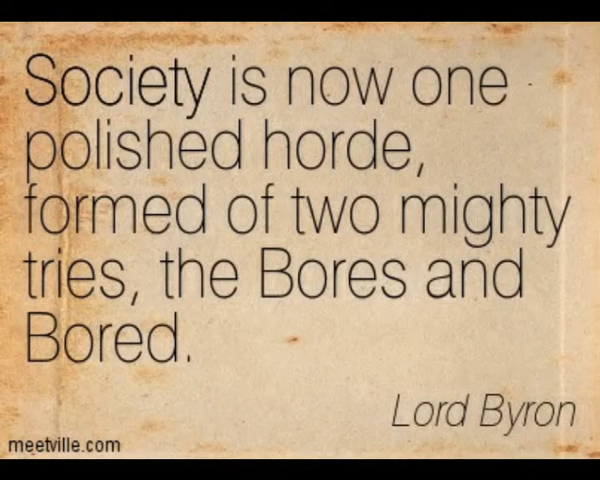 Society is now one
polished horde,
formed of two mighty
tries, the Bores and
Bored.
Lord Byron
meetville.com